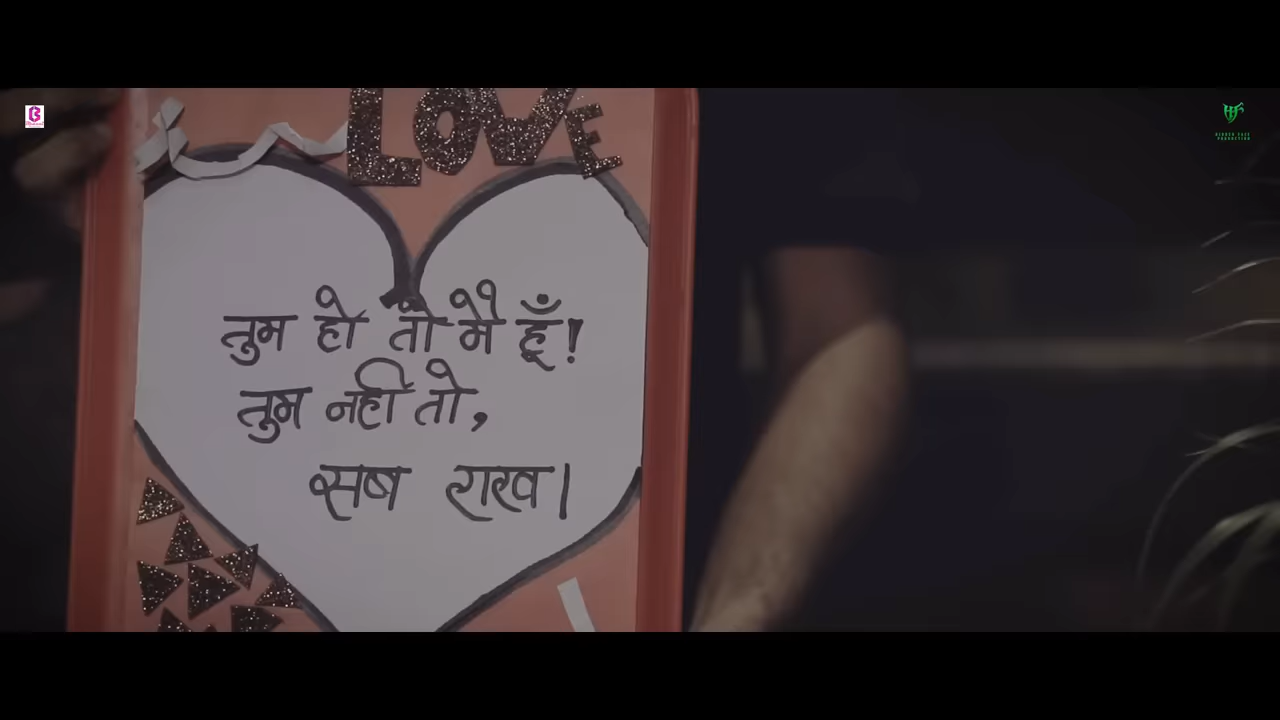 LOVE
तुम हो तो मैं हूँ!
तुम नहीं तो,
सब राख।